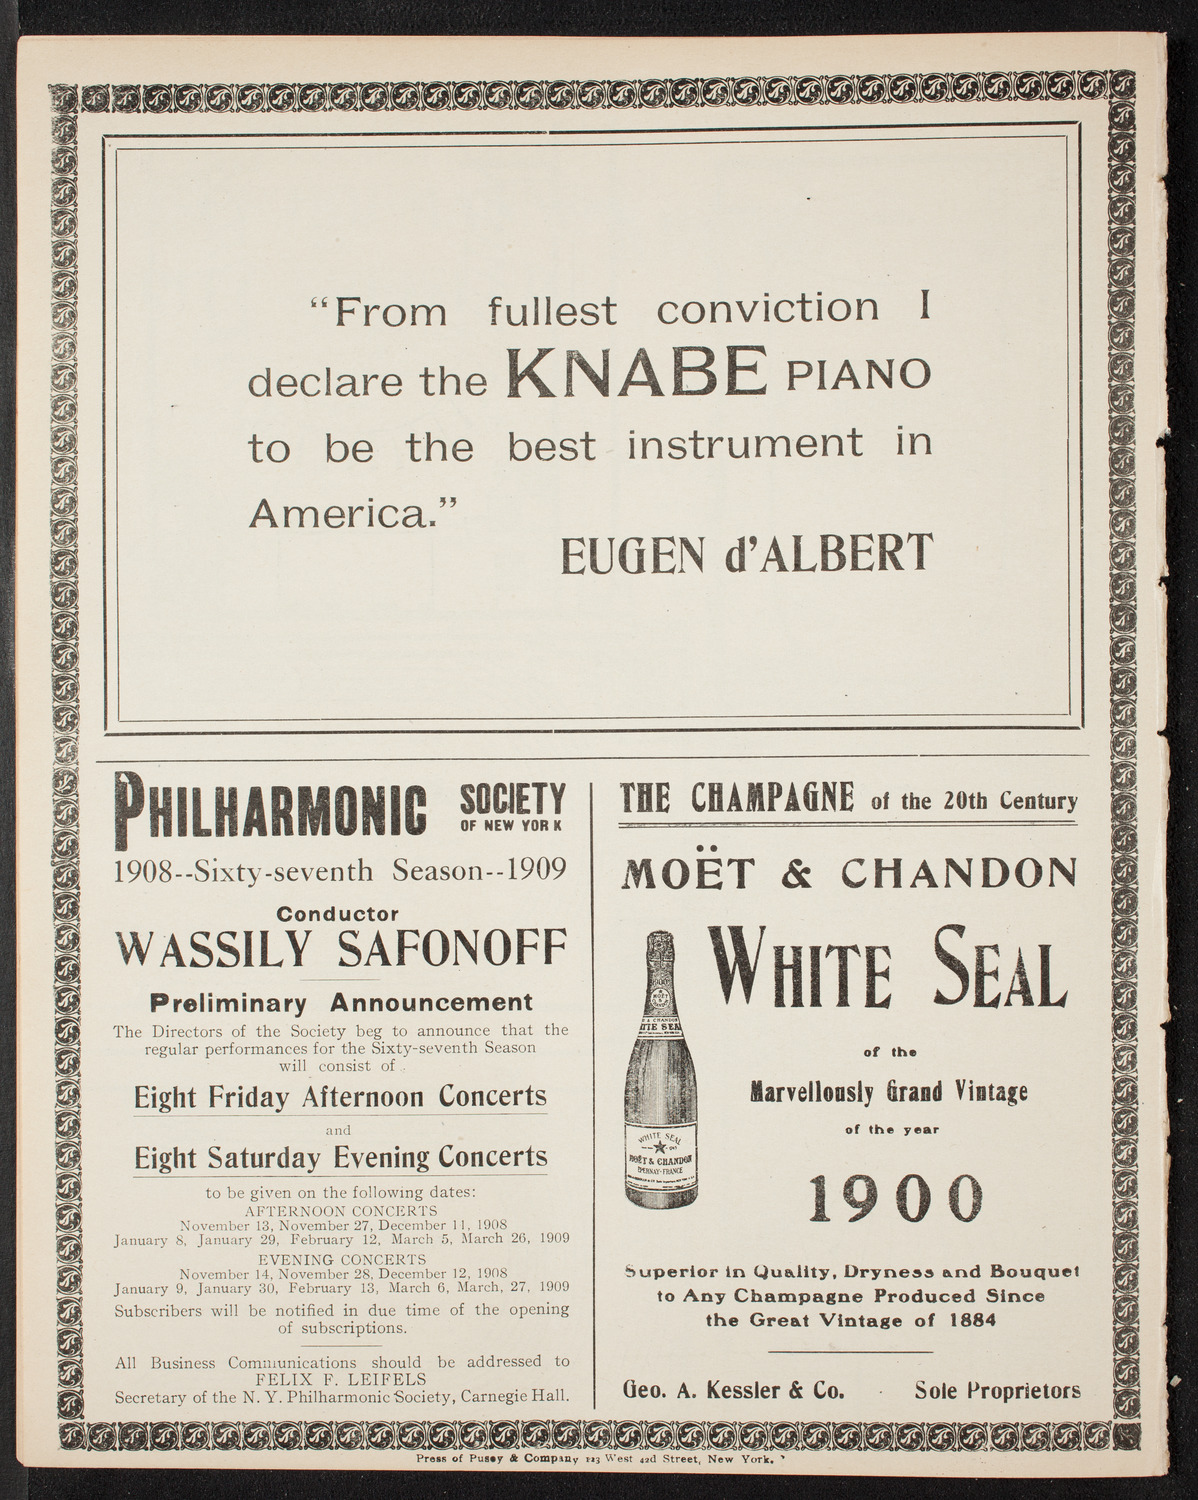 “From fullest conviction I
declare the KNABE PIANO
to be the best instrument in
America.”
EUGEN d’ALBERT
PHILHARMONIC SOCIETY
OF NEW YORK
1908--Sixty-seventh Season--1909
Conductor
WASSILY SAFONOFF
Preliminary Announcement
The Directors of the Society beg to announce that the
regular performances for the Sixty-seventh Season
will consist of
Eight Friday Afternoon Concerts
and
Eight Saturday Evening Concerts
to be given on the following dates:
AFTERNOON CONCERTS
November 13, November 27, December 11, 1908
January 8, January 29, February 12, March 5, March 26, 1909
EVENING CONCERTS
November 14, November 28, December 12, 1908
January 9, January 30, February 13, March 6, March, 27, 1909
Subscribers will be notified in due time of the opening
of subscriptions.
All Business Communications should be addressed to
FELIX F. LEIFELS
Secretary of the N. Y. Philharmonic Society, Carnegie Hall.
THE CHAMPAGNE of the 20th Century
MOËT & CHANDON
WHITE SEAL
of the
Marvellously Grand Vintage
of the year
1900
WHITE SEAL
MOËT & CHANDON
EPERNAY-FRANCE
Superior in Quality, Dryness and Bouquet
to Any Champagne Produced Since
the Great Vintage of 1884
Geo. A. Kessler & Co. Sole Proprietors
Press of Pusey & Company 123 West 42d Street, New York.